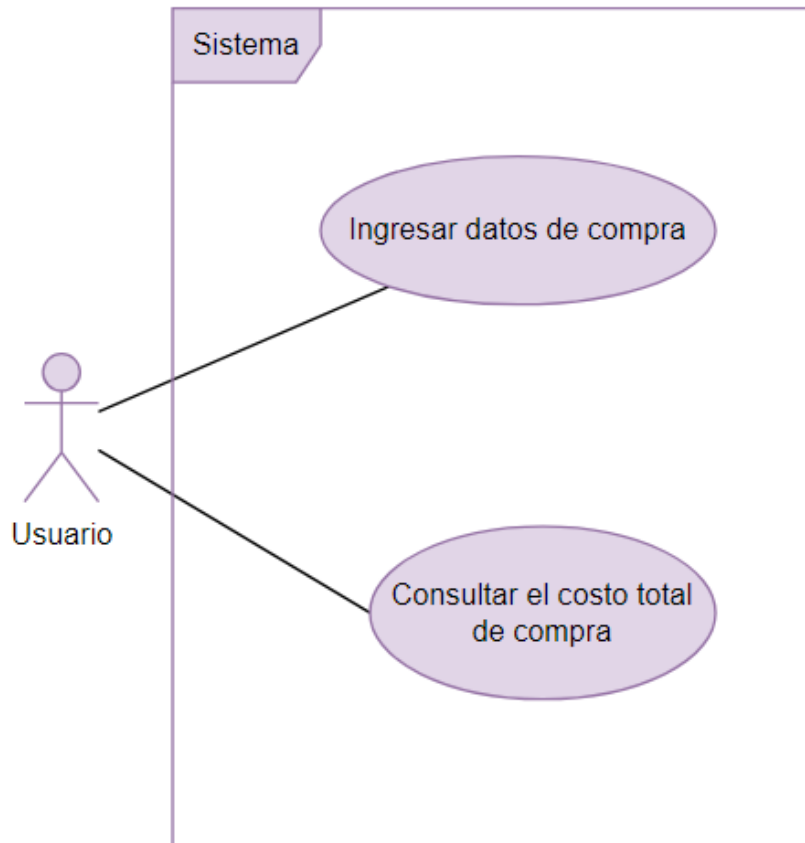 Sistema
Ingresar datos de compra
Usuario
Consultar el costo total
de compra